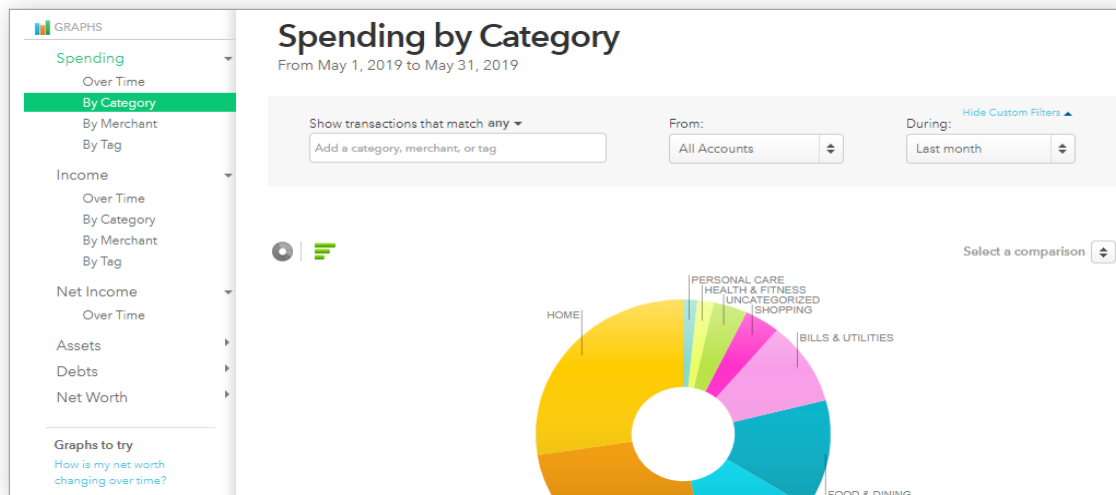 GRAPHS
Spending
Over Time
By Category
By Merchant
By Tag
Income
Over Time
By Category
By Merchant
By Tag
Net Income
Over Time
Assets
Debts
Net Worth
Graphs to try
How is my net worth
changing over time?
Spending by Category
From May 1, 2019 to May 31, 2019
Hide Custom Filters
Show transactions that match any
Add a category, merchant, or tag
From:
All Accounts
During:
Last month
Select a comparison
PERSONAL CARE
HEALTH & FITNESS
UNCATEGORIZED
SHOPPING
HOME
BILLS & UTILITIES
FOOD & DINING